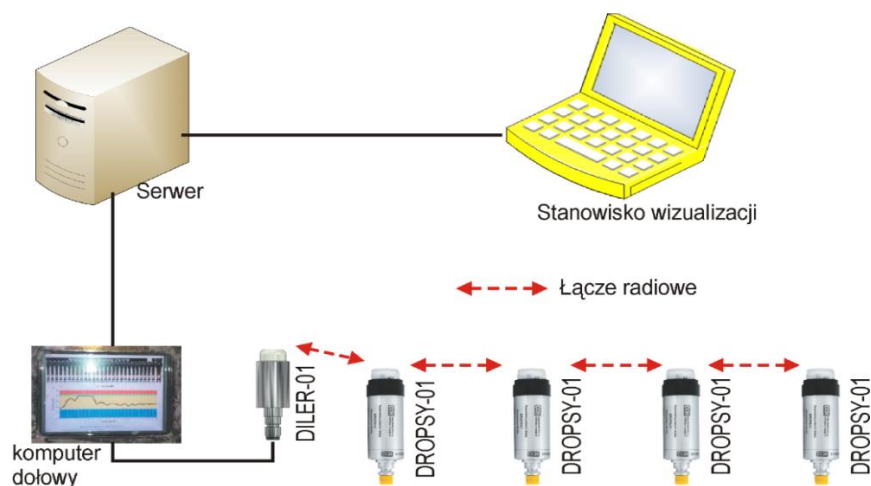 Serwer
Stanowisko wizualizacji
Łącze radiowe
DILER-01
DROPSY-01
DROPSY-01
DROPSY-01
DROPSY-01
komputer
dołowy